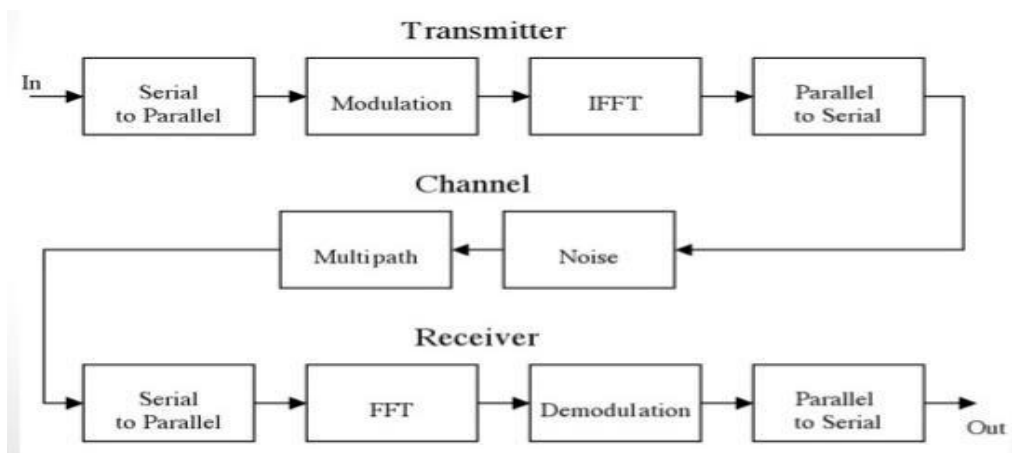 Transmitter
In
Serial
to Parallel
Modulation
IFFT
Parallel
to Serial
Channel
Multipath
Noise
Receiver
Serial
to Parallel
FFT
Demodulation
Parallel
to Serial
Out